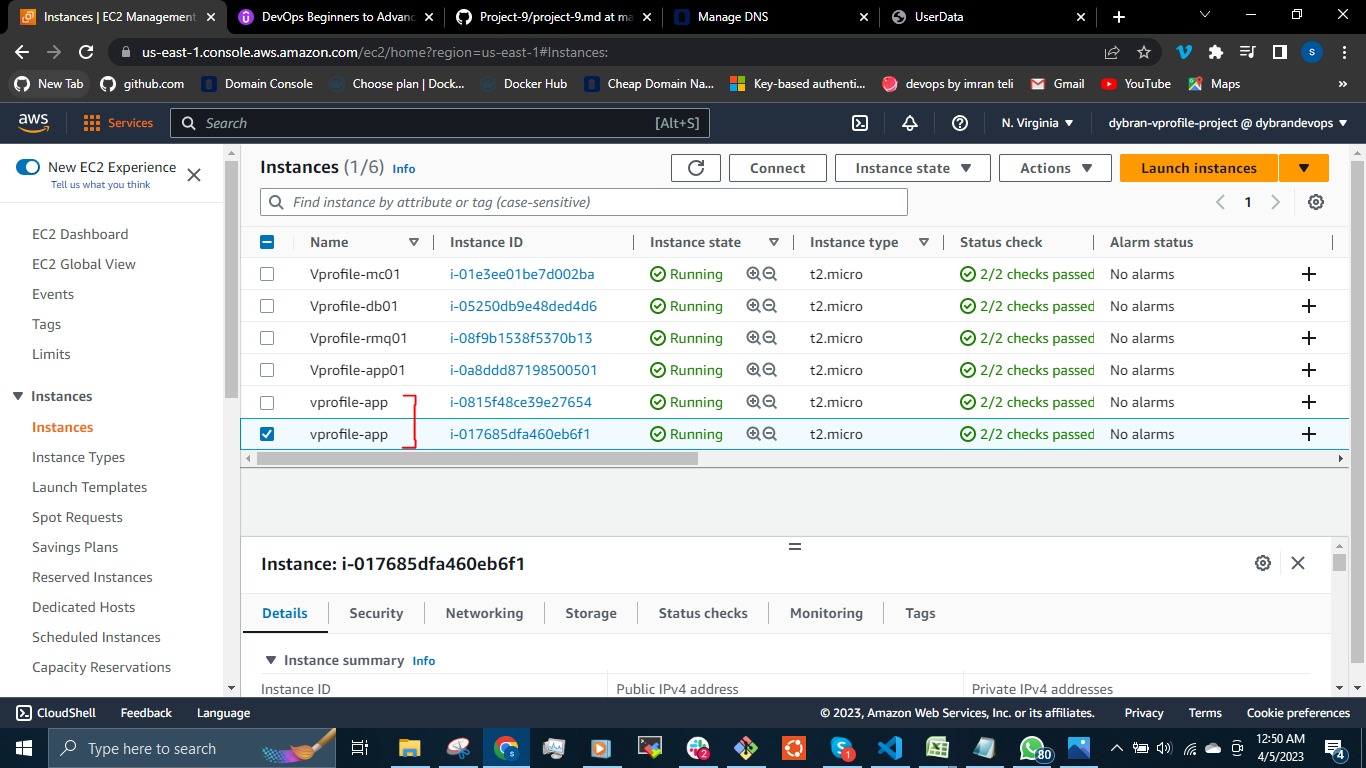 Instances | EC2 Management
DevOps Beginners to Advanc
Project-9/project-9.md at ma
Manage DNS
UserData
us-east-1.console.aws.amazon.com/ec2/home?region=us-east-1#Instances:
S
New Tab
github.com
Domain Console
Choose plan | Dock...
Docker Hub
Cheap Domain Na...
Key-based authenti...
devops by imran teli
Gmail
YouTube
Maps
»
aws
Services
Search
[Alt+S]
N. Virginia
dybran-vprofile-project @ dybrandevops
New EC2 Experience
Tell us what you think
EC2 Dashboard
EC2 Global View
Events
Tags
Limits
Instances
Instances
Instance Types
Launch Templates
Spot Requests
Savings Plans
Reserved Instances
Dedicated Hosts
Scheduled Instances
Capacity Reservations
Instances (1/6) Info
Connect
Instance state
Actions
Launch instances
Find instance by attribute or tag (case-sensitive)
1
Name Instance ID Instance state Instance type Status check Alarm status
Vprofile-mc01 i-01e3ee01be7d002ba Running t2.micro 2/2 checks passed No alarms
Vprofile-db01 i-05250db9e48ded4d6 Running t2.micro 2/2 checks passed No alarms
Vprofile-rmq01 i-08f9b1538f5370b13 Running t2.micro 2/2 checks passed No alarms
Vprofile-app01 i-0a8ddd87198500501 Running t2.micro 2/2 checks passed No alarms
vprofile-app i-0815f48ce39e27654 Running t2.micro 2/2 checks passed No alarms
vprofile-app i-017685dfa460eb6f1 Running t2.micro 2/2 checks passed No alarms
Instance: i-017685dfa460eb6f1
Details Security Networking Storage Status checks Monitoring Tags
Instance summary Info
Instance ID Public IPv4 address Private IPv4 addresses
CloudShell Feedback Language
© 2023, Amazon Web Services, Inc. or its affiliates. Privacy Terms Cookie preferences
Type here to search
2
1
80
12:50 AM
4/5/2023
4